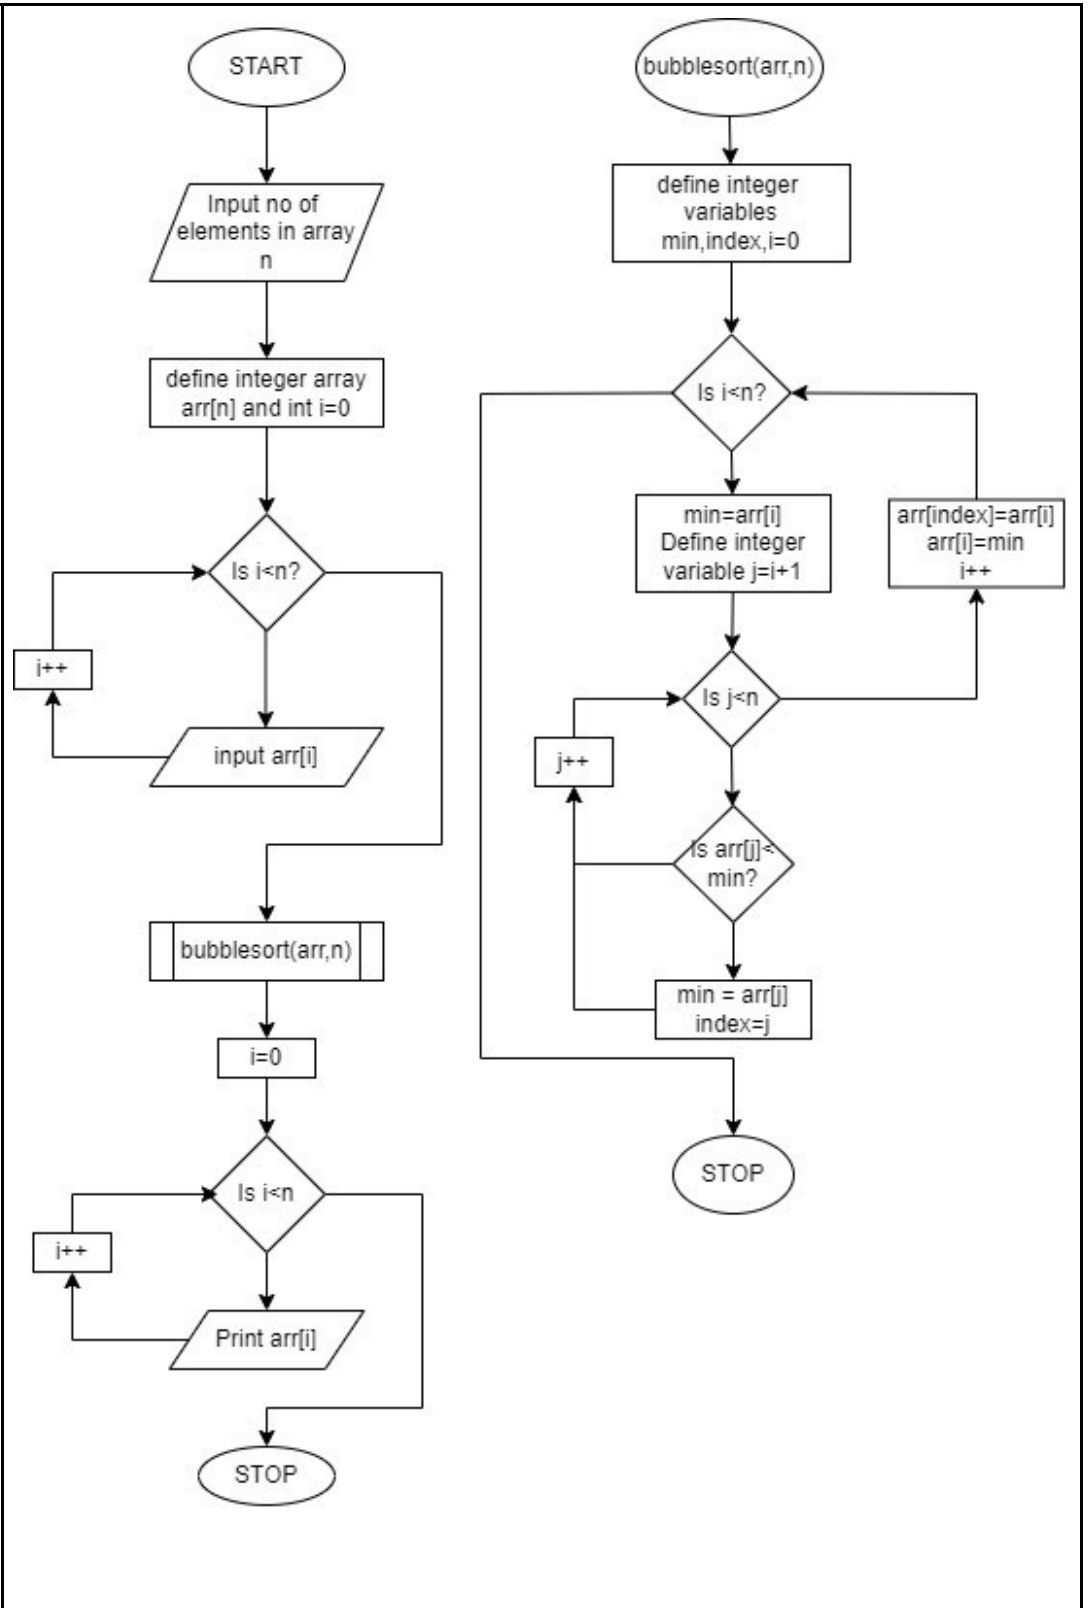 START
Input no of
elements in array
n
define integer array
arr[n] and int i=0
Is i<n?
i++
input arr[i]
bubblesort(arr,n)
i=0
Is i<n
i++
Print arr[i]
STOP
bubblesort(arr,n)
define integer
variables
min,index,i=0
Is i<n?
min=arr[i]
Define integer
variable j=i+1
arr[index]=arr[i]
arr[i]=min
i++
Is j<n
j++
Is arr[j]<
min?
min = arr[j]
index=j
STOP